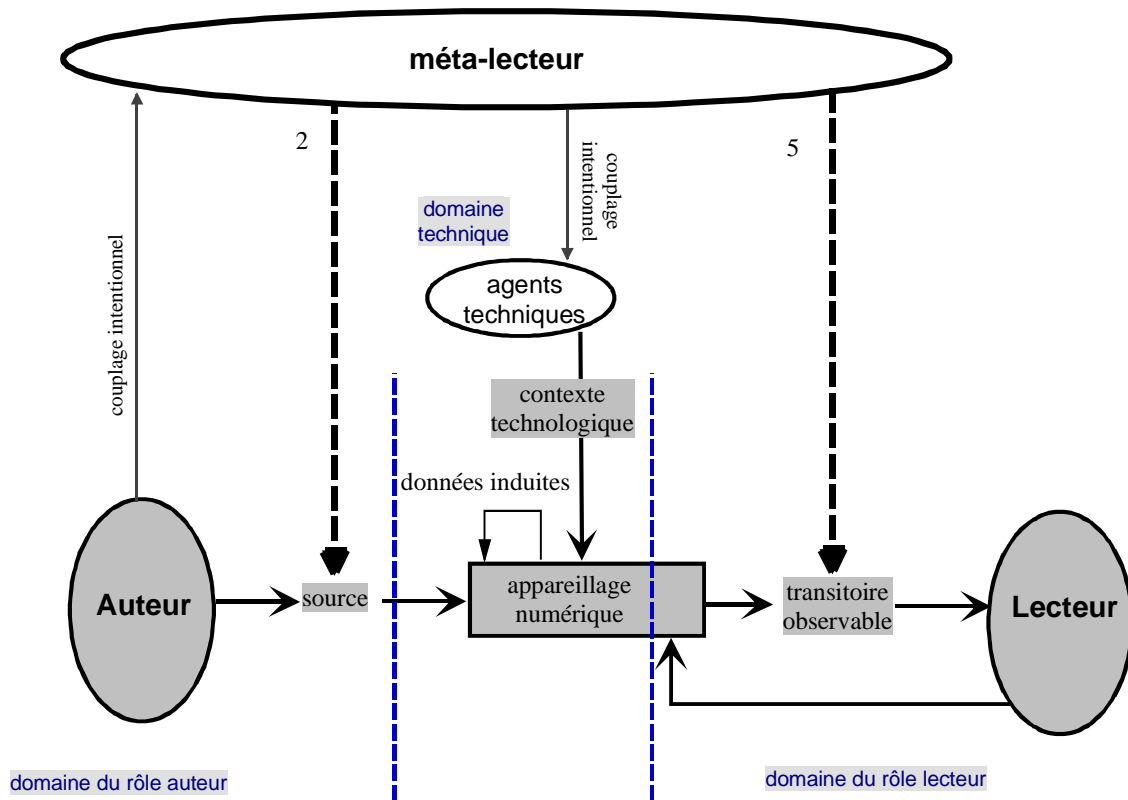 méta-lecteur
2
5
couplage
intentionnel
domaine
technique
couplage intentionnel
agents
techniques
contexte
technologique
données induites
Auteur
source
appareillage
numérique
transitoire
observable
Lecteur
domaine du rôle auteur
domaine du rôle lecteur